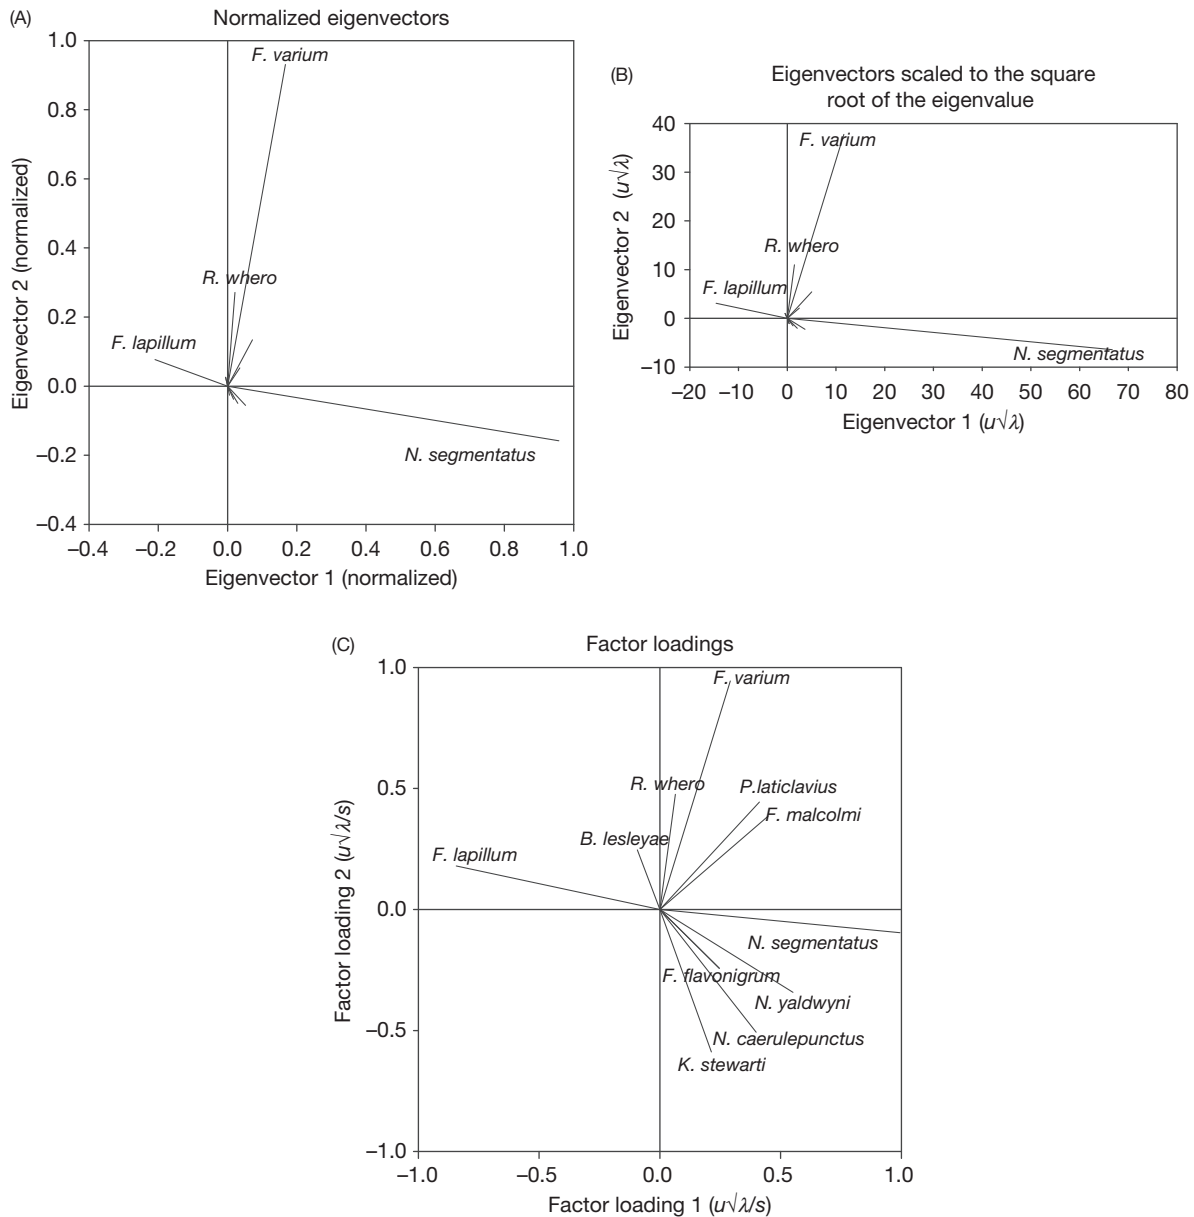 (A)
Normalized eigenvectors
1.0
0.8
0.6
0.4
0.2
0.0
−0.2
−0.4
Eigenvector 2 (normalized)
F. varium
R. whero
F. lapillum
N. segmentatus
−0.4 −0.2 0.0 0.2 0.4 0.6 0.8 1.0
Eigenvector 1 (normalized)
(B)
Eigenvectors scaled to the square
root of the eigenvalue
40
30
20
10
0
−10
Eigenvector 2 (u√λ)
F. varium
R. whero
F. lapillum
N. segmentatus
−20 −10 0 10 20 30 40 50 60 70 80
Eigenvector 1 (u√λ)
(C)
Factor loadings
1.0
0.5
0.0
−0.5
−1.0
Factor loading 2 (u√λ/s)
F. varium
R. whero
P.laticlavius
F. malcolmi
B. lesleyae
F. lapillum
N. segmentatus
F. flavonigrum
N. yaldwyni
N. caerulepunctus
K. stewarti
−1.0 −0.5 0.0 0.5 1.0
Factor loading 1 (u√λ/s)